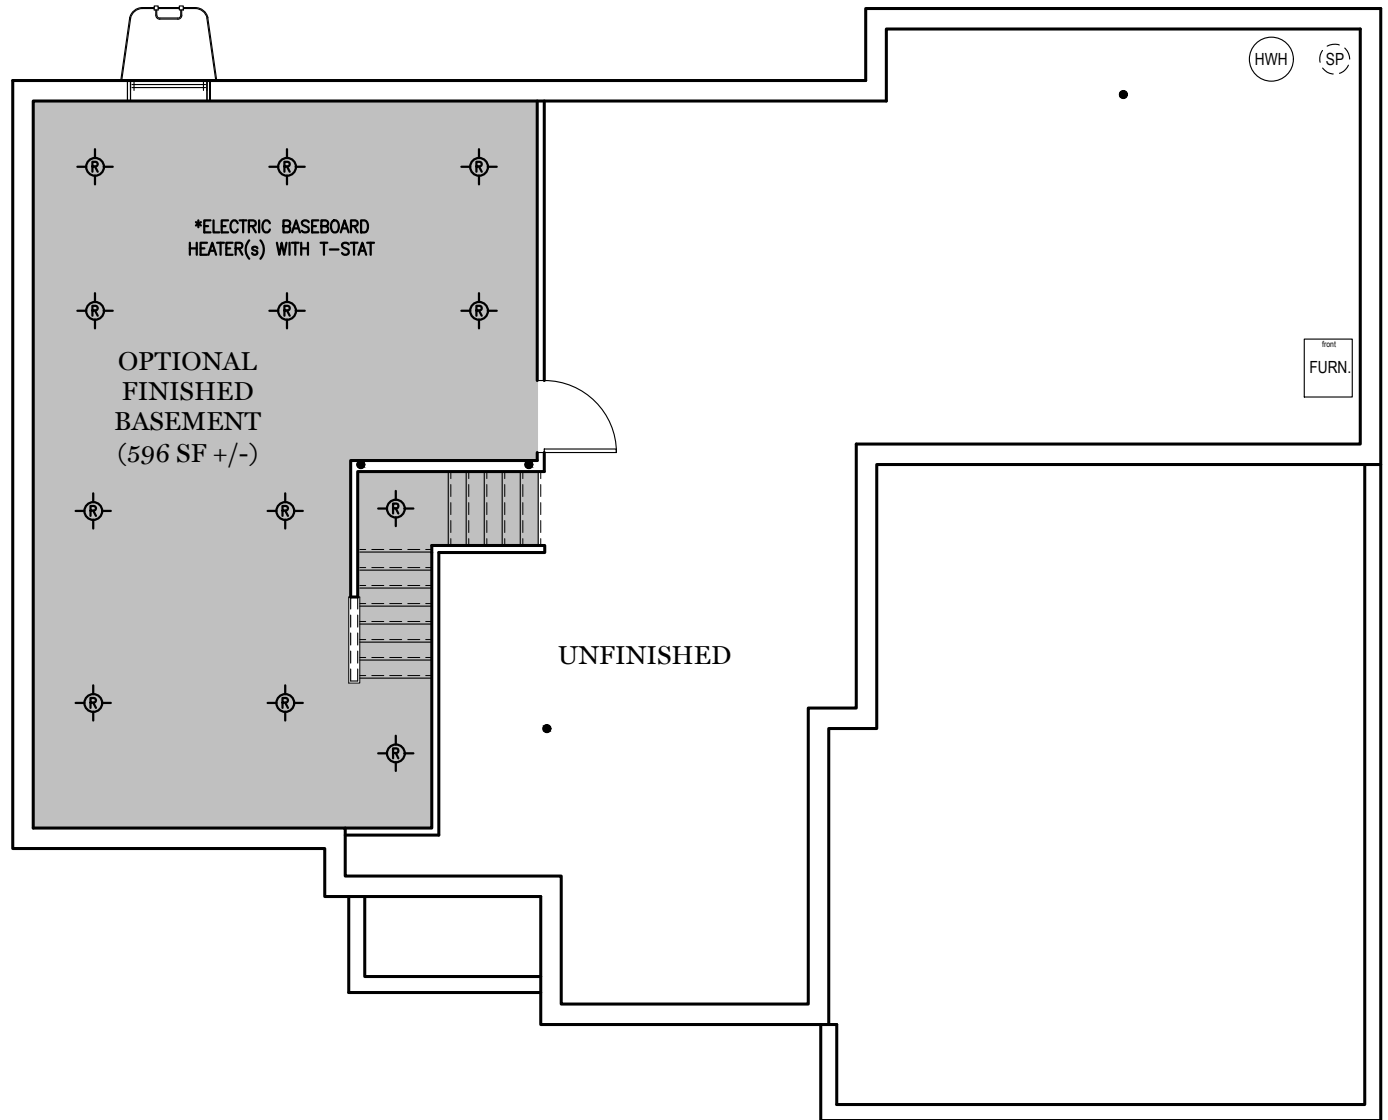 HWH
SP
R
R
R
*ELECTRIC BASEBOARD
HEATER(s) WITH T-STAT
R
R
R
front
FURN.
OPTIONAL
FINISHED
BASEMENT
(596 SF +/-)
R
R
R
UNFINISHED
R
R
R